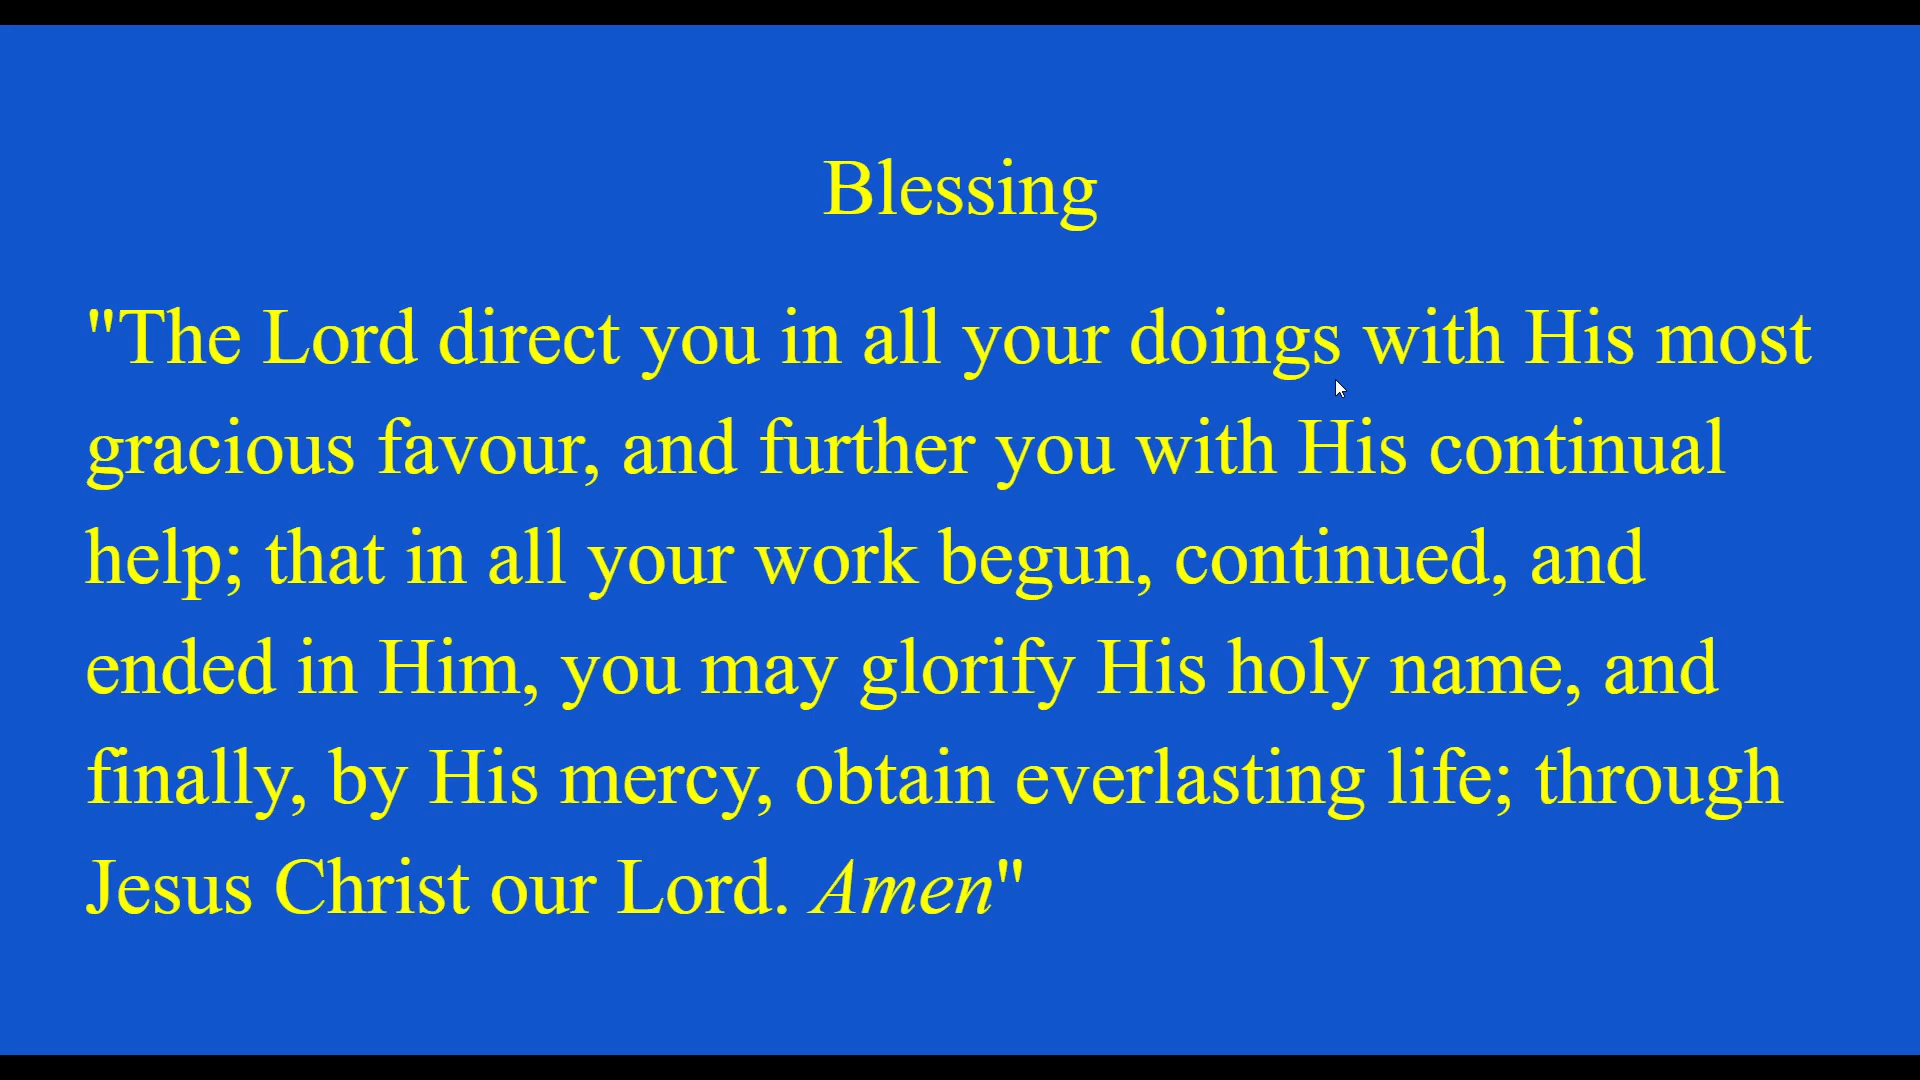 Blessing
"The Lord direct you in all your doings with His most
gracious favour, and further you with His continual
help; that in all your work begun, continued, and
ended in Him, you may glorify His holy name, and
finally, by His mercy, obtain everlasting life; through
Jesus Christ our Lord. Amen"